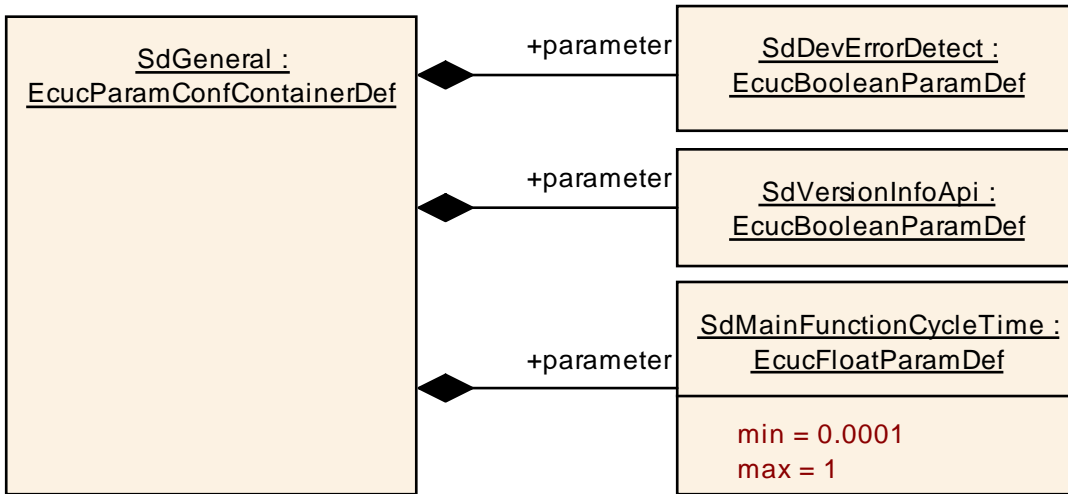 SdGeneral :
EcucParamConfContainerDef
+parameter
SdDevErrorDetect :
EcucBooleanParamDef
+parameter
SdVersionInfoApi :
EcucBooleanParamDef
+parameter
SdMainFunctionCycleTime :
EcucFloatParamDef
min = 0.0001
max = 1